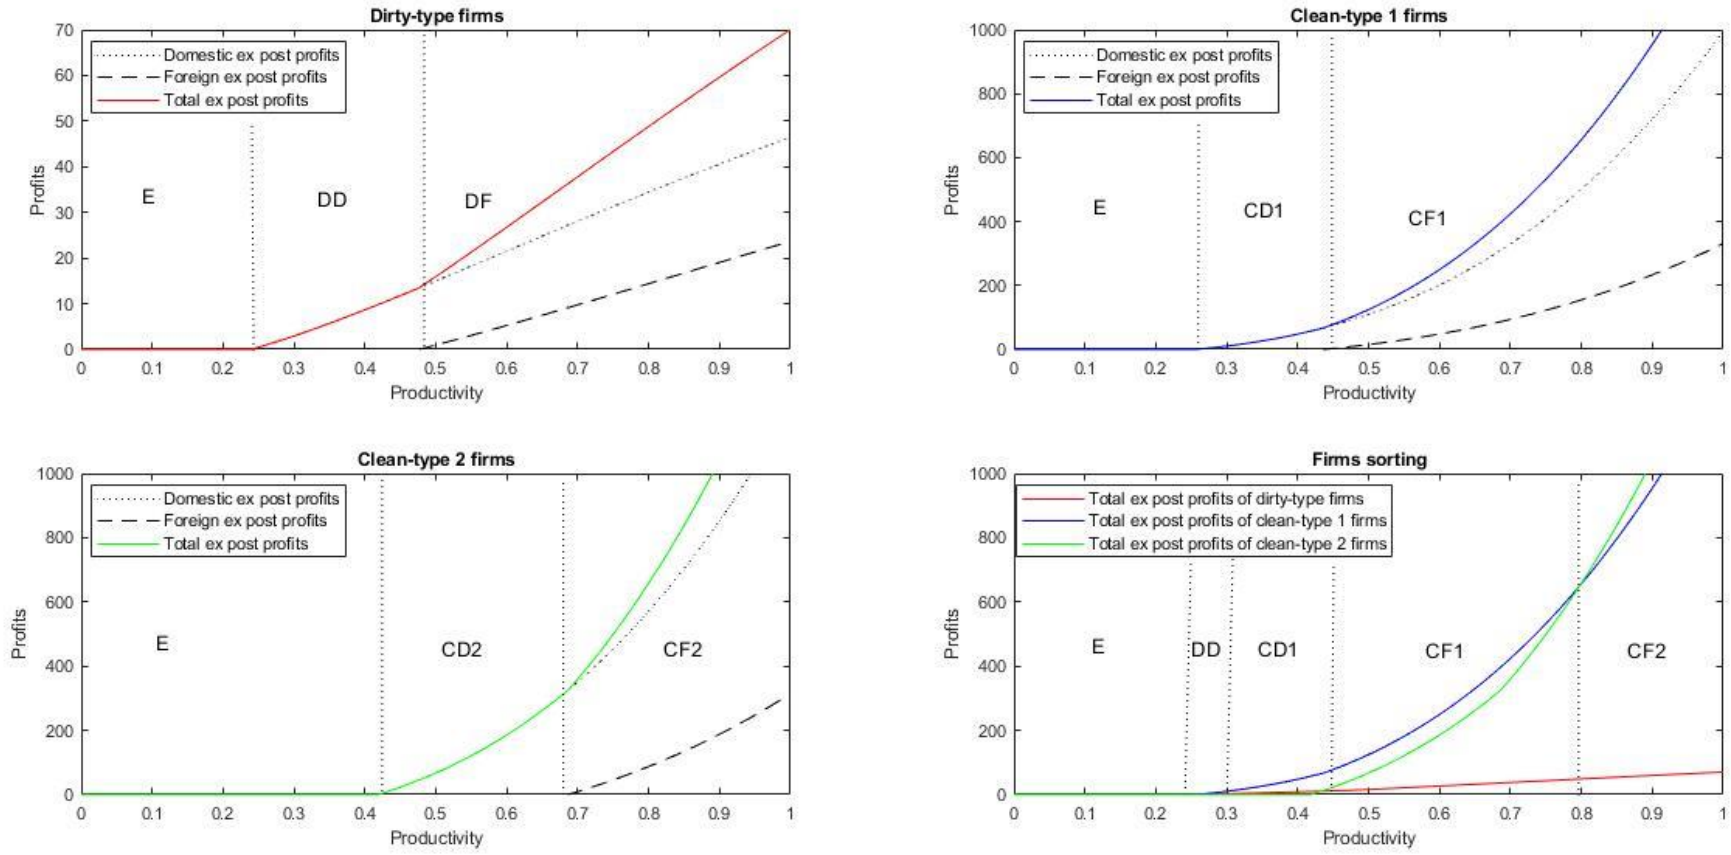 Dirty-type firms
70
60
50
40
30
20
10
0
Profits
Domestic ex post profits
Foreign ex post profits
Total ex post profits
E
DD
DF
0 0.1 0.2 0.3 0.4 0.5 0.6 0.7 0.8 0.9 1
Productivity
Clean-type 1 firms
1000
800
600
400
200
0
Profits
Domestic ex post profits
Foreign ex post profits
Total ex post profits
E
CD1
CF1
0 0.1 0.2 0.3 0.4 0.5 0.6 0.7 0.8 0.9 1
Productivity
Clean-type 2 firms
1000
800
600
400
200
0
Profits
Domestic ex post profits
Foreign ex post profits
Total ex post profits
E
CD2
CF2
0 0.1 0.2 0.3 0.4 0.5 0.6 0.7 0.8 0.9 1
Productivity
Firms sorting
1000
800
600
400
200
0
Profits
Total ex post profits of dirty-type firms
Total ex post profits of clean-type 1 firms
Total ex post profits of clean-type 2 firms
E
DD
CD1
CF1
CF2
0 0.1 0.2 0.3 0.4 0.5 0.6 0.7 0.8 0.9 1
Productivity